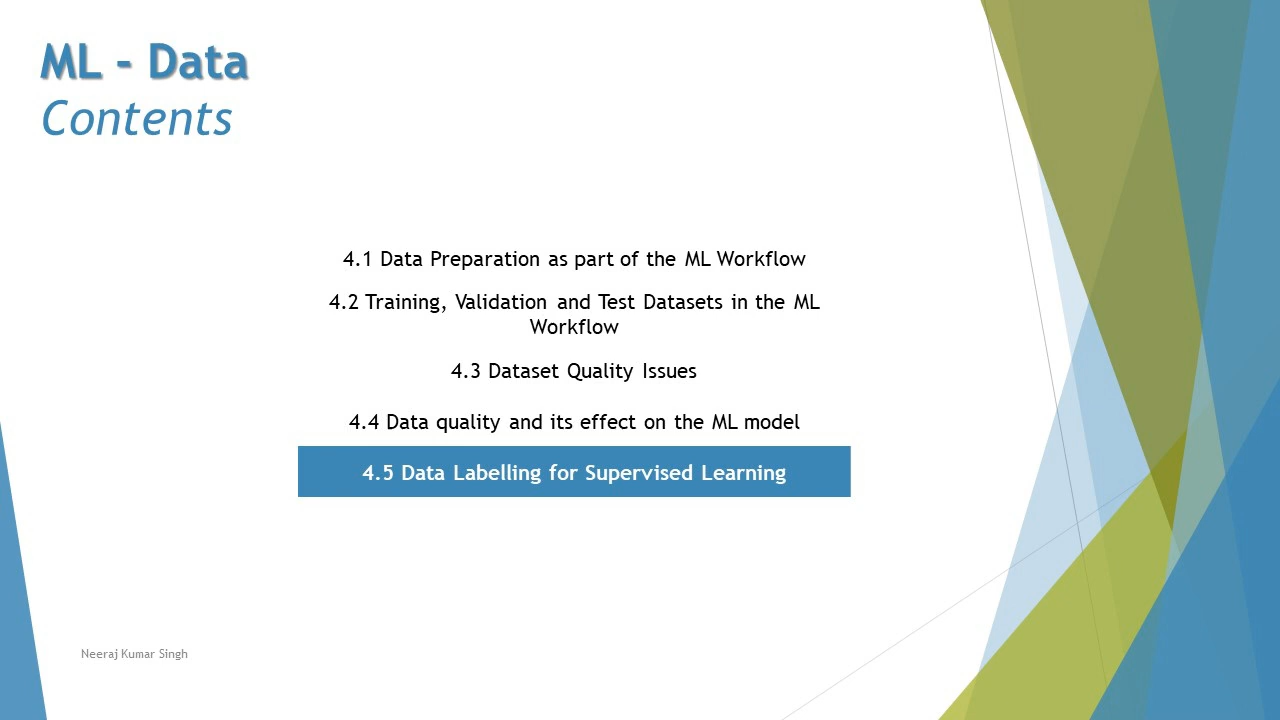 ML - Data
Contents
4.1 Data Preparation as part of the ML Workflow
4.2 Training, Validation and Test Datasets in the ML
Workflow
4.3 Dataset Quality Issues
4.4 Data quality and its effect on the ML model
4.5 Data Labelling for Supervised Learning
Neeraj Kumar Singh